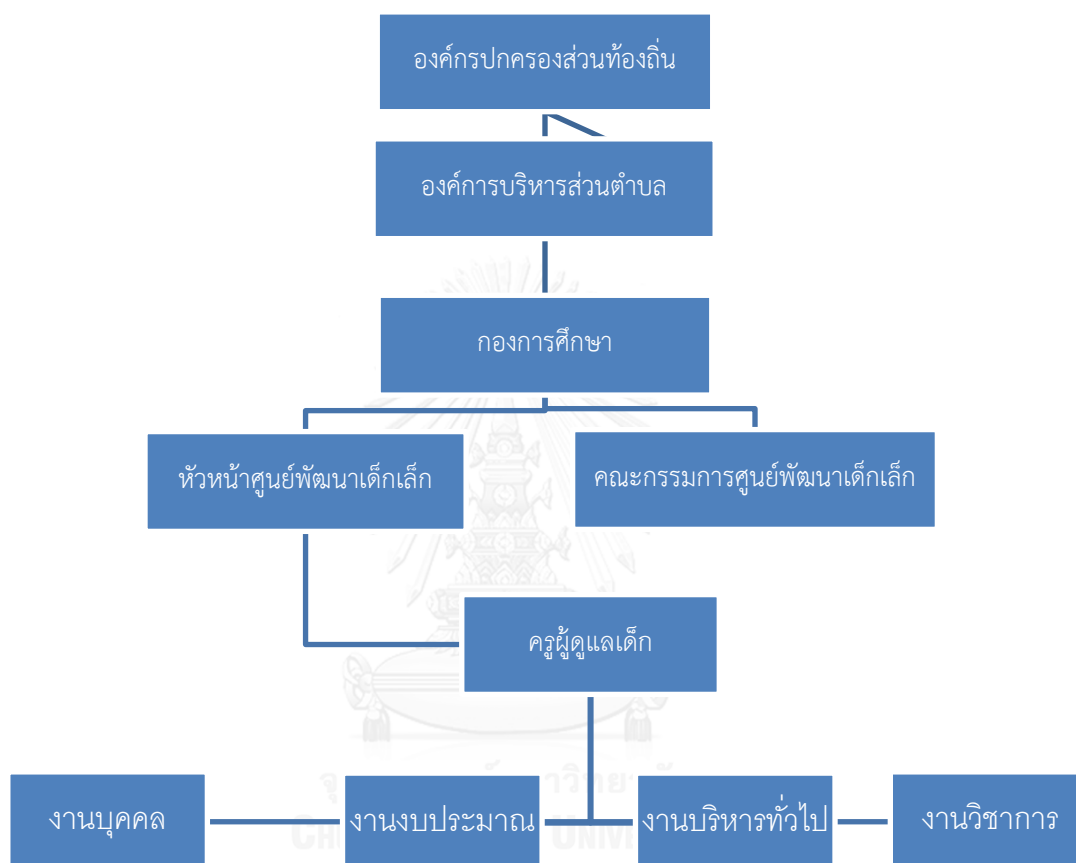 องค์กรปกครองส่วนท้องถิ่น
องค์การบริหารส่วนตำบล
กองการศึกษา
หัวหน้าศูนย์พัฒนาเด็กเล็ก
คณะกรรมการศูนย์พัฒนาเด็กเล็ก
ครูผู้ดูแลเด็ก
งานบุคคล
งานงบประมาณ
งานบริหารทั่วไป
งานวิชาการ